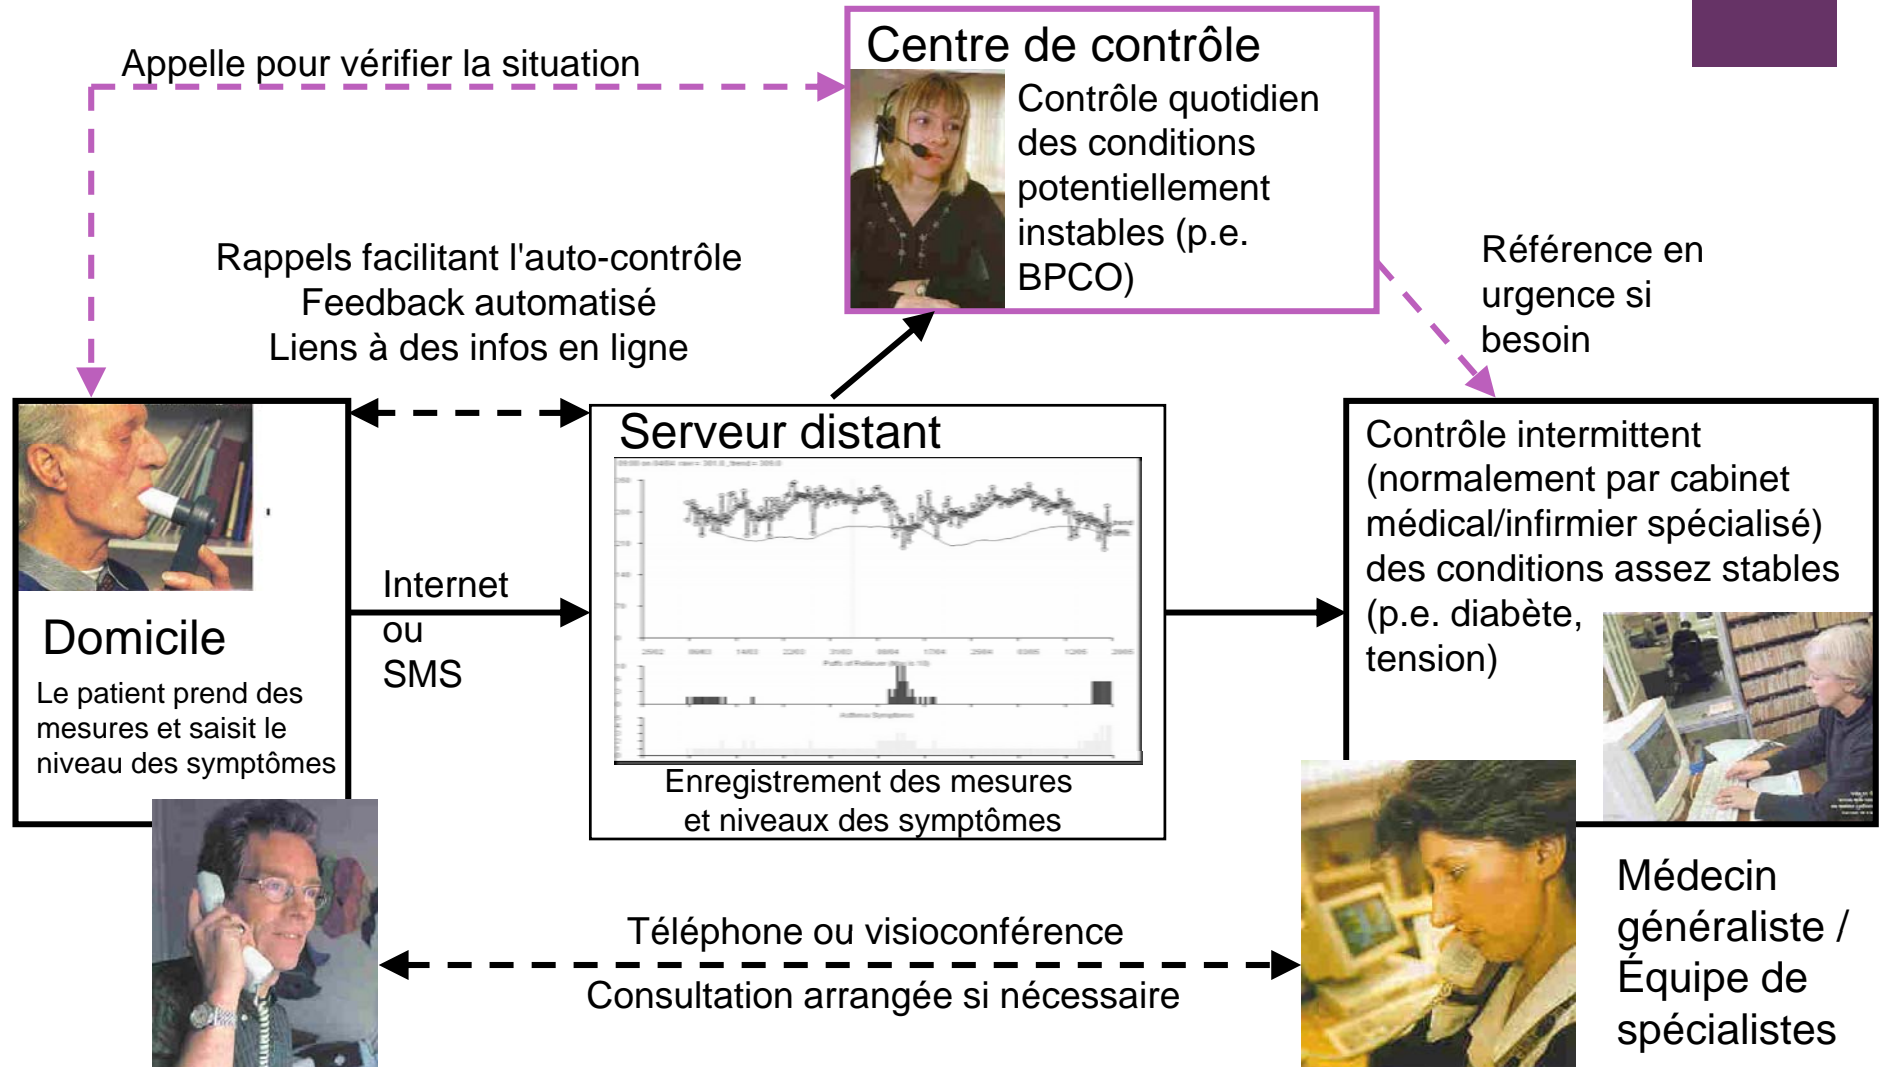 Appelle pour vérifier la situation
Centre de contrôle
Contrôle quotidien
des conditions
potentiellement
instables (p.e.
BPCO)
Rappels facilitant l'auto-contrôle
Feedback automatisé
Liens à des infos en ligne
Référence en
urgence si
besoin
Domicile
Le patient prend des
mesures et saisit le
niveau des symptômes
Internet
ou
SMS
Serveur distant
Enregistrement des mesures
et niveaux des symptômes
Contrôle intermittent
(normalement par cabinet
médical/infirmier spécialisé)
des conditions assez stables
(p.e. diabète,
tension)
Téléphone ou visioconférence
Consultation arrangée si nécessaire
Médecin
généraliste /
Équipe de
spécialistes